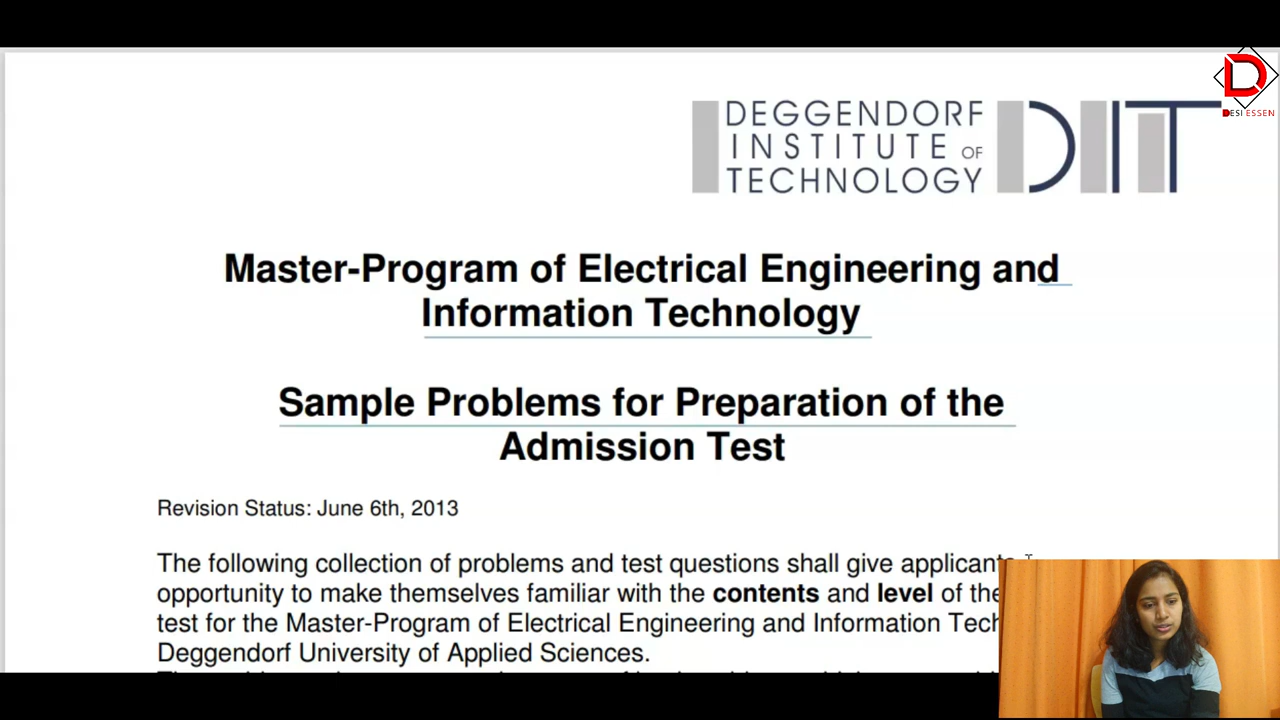 DESI ESSEN
DEGGENDORF
INSTITUTE OF
TECHNOLOGY
DIT
Master-Program of Electrical Engineering and
Information Technology
Sample Problems for Preparation of the
Admission Test
Revision Status: June 6th, 2013
The following collection of problems and test questions shall give applicants
opportunity to make themselves familiar with the contents and level of the
test for the Master-Program of Electrical Engineering and Information Tech
Deggendorf University of Applied Sciences.